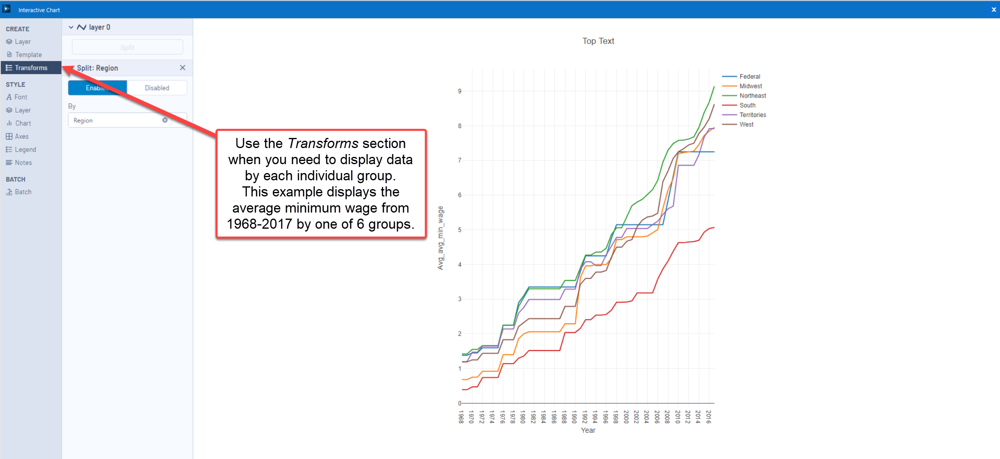 Interactive Chart
x
CREATE
Layer
Template
Transforms
STYLE
Font
Layer
Chart
Axes
Legend
Notes
BATCH
Batch
layer 0
Split
Split: Region
Disabled
By
Region
Use the Transforms section
when you need to display data
by each individual group.
This example displays the
average minimum wage from
1968-2017 by one of 6 groups.
Top Text
Federal
Midwest
Northeast
South
Territories
West
Avg_avg_min_wage
9
8
7
6
5
4
3
2
1
0
1968 1970 1972 1974 1976 1978 1980 1982 1984 1986 1988 1990 1992 1994 1996 1998 2000 2002 2004 2006 2008 2010 2012 2014 2016
Year